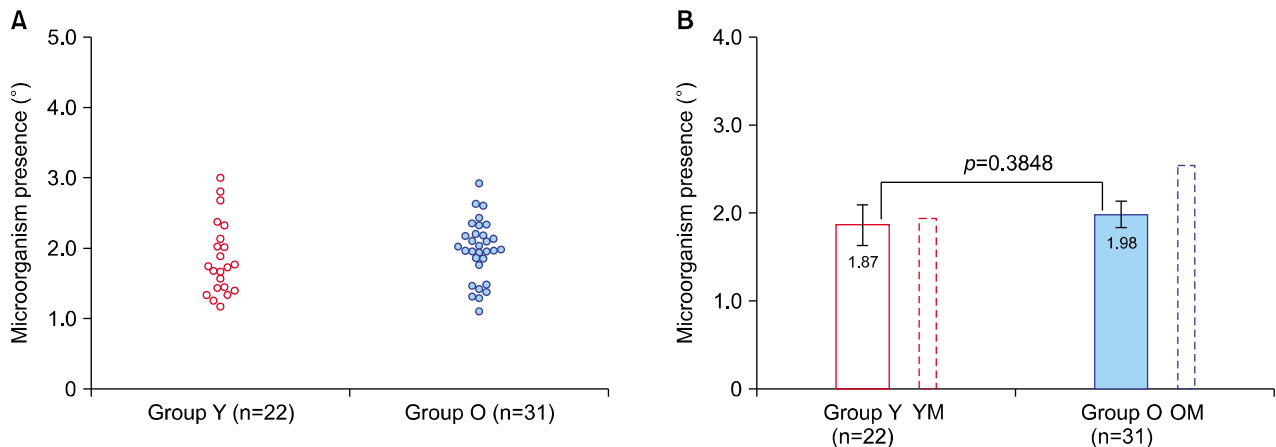 A
Microorganism presence (°)
5.0
4.0
3.0
2.0
1.0
0
Group Y (n=22)
Group O (n=31)
B
Microorganism presence (°)
4.0
3.0
2.0
1.0
0
p=0.3848
1.87
1.98
Group Y YM
(n=22)
Group O OM
(n=31)